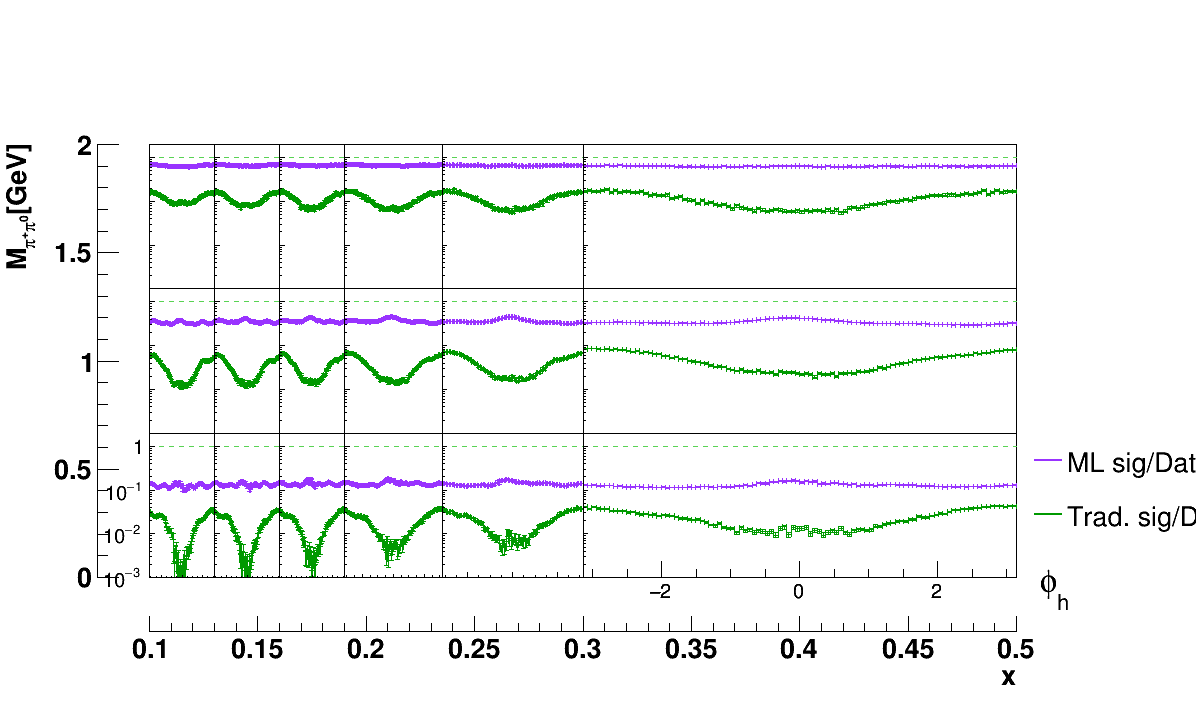 M_{π⁺π⁰}[GeV]
2
1.5
1
0.5
0
1
10⁻¹
10⁻²
10⁻³
ML sig/Dat
Trad. sig/D
−2 0 2
ϕ_h
0.1 0.15 0.2 0.25 0.3 0.35 0.4 0.45 0.5
x